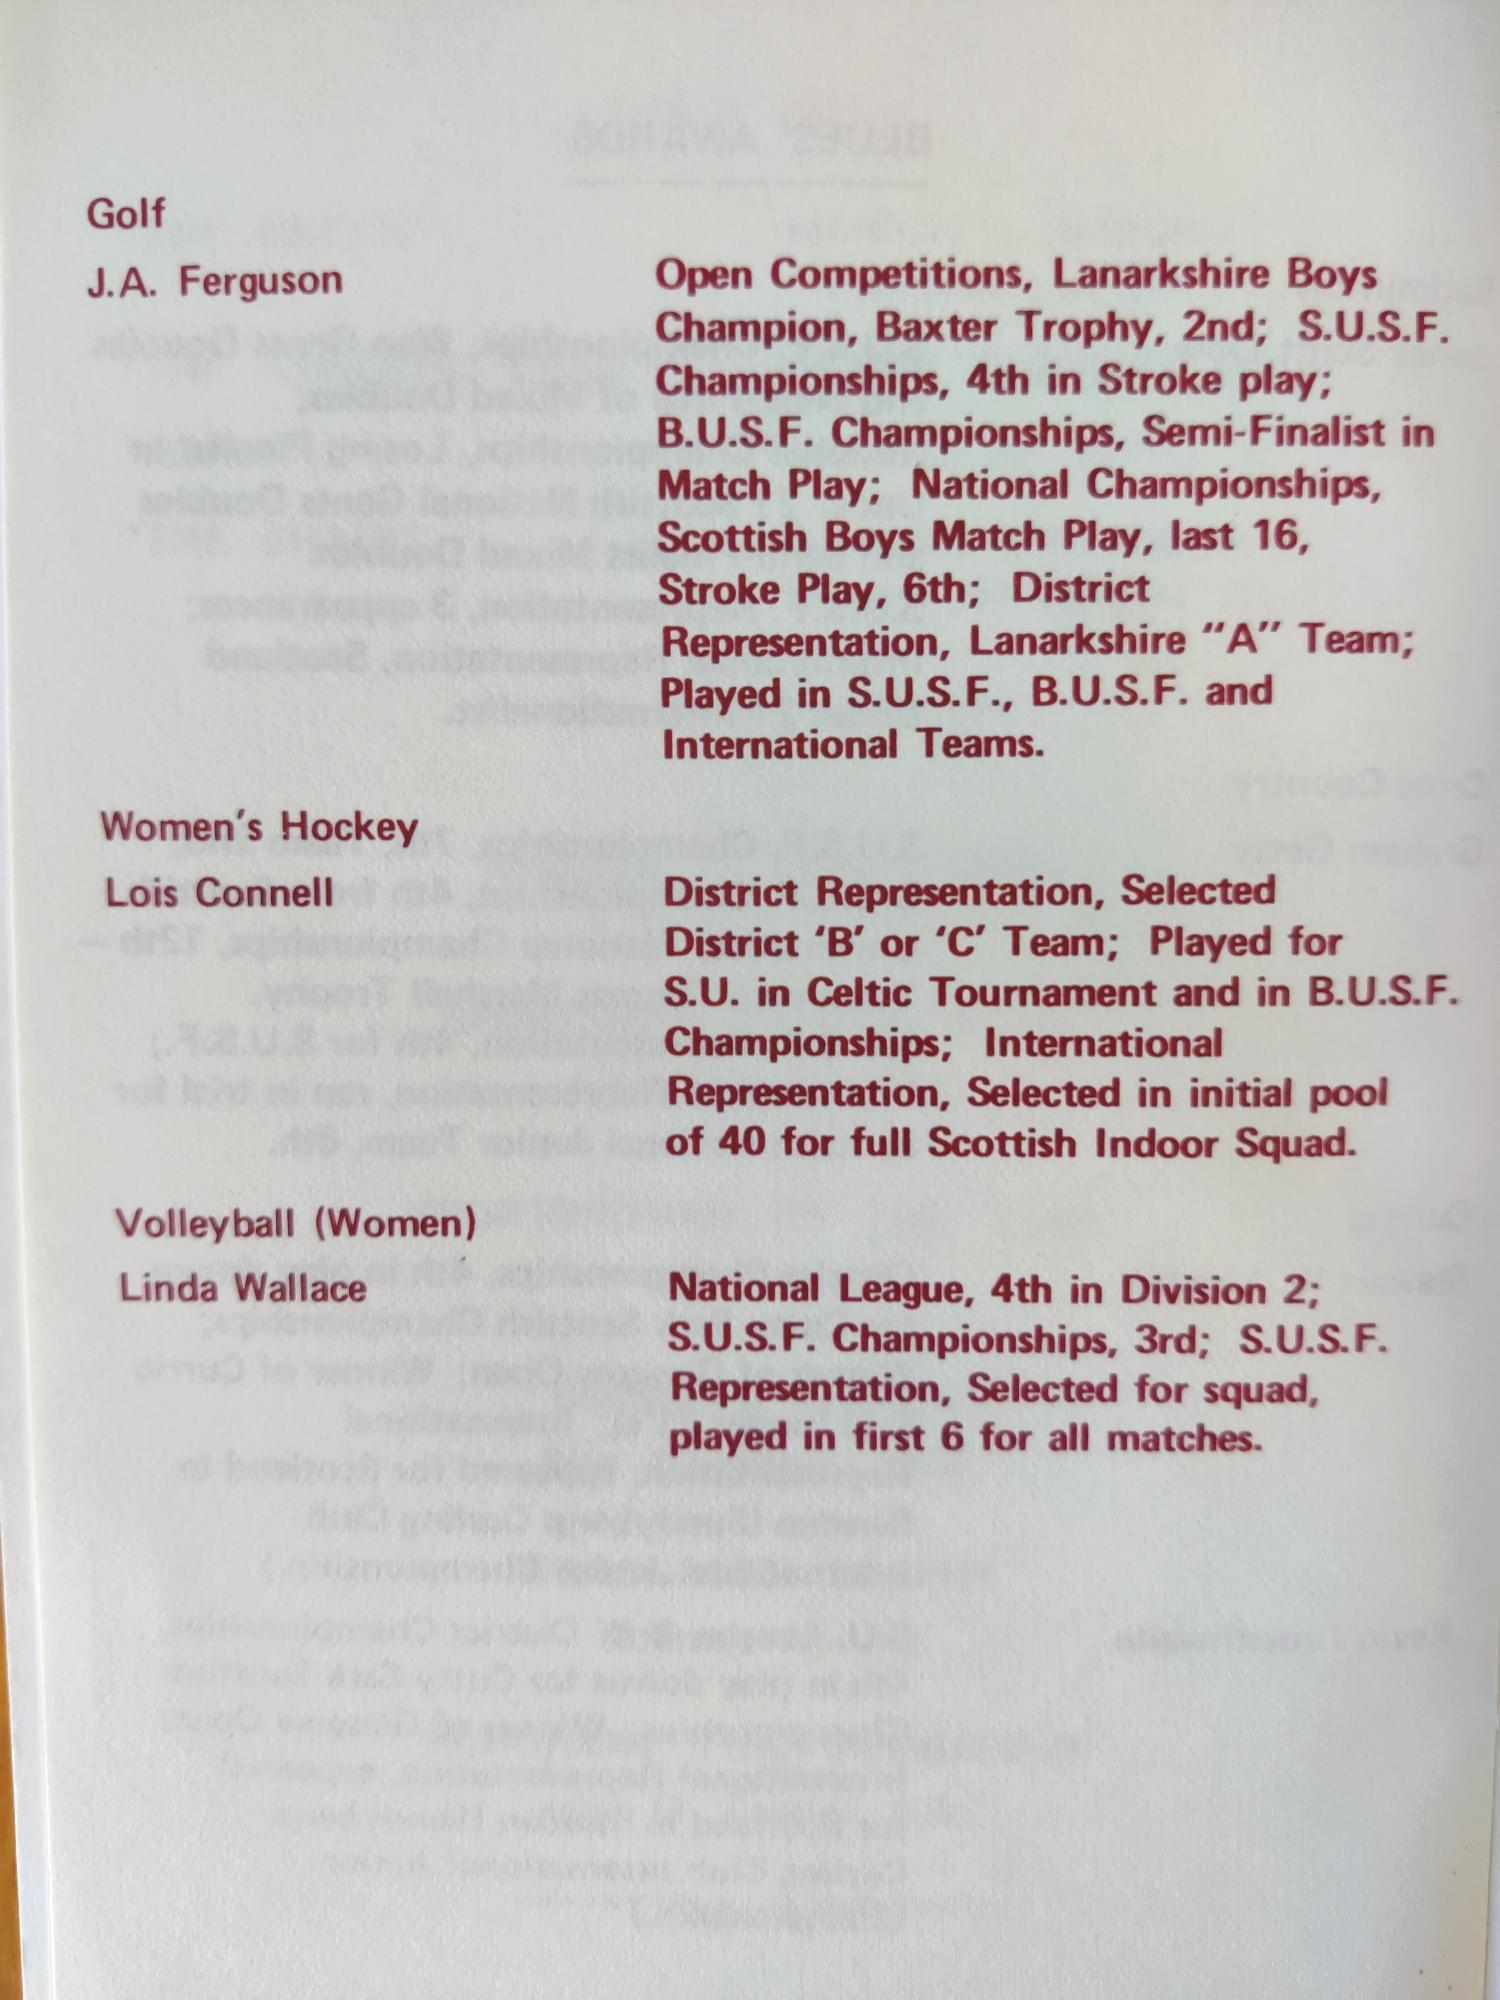 Golf
J.A. Ferguson
Open Competitions, Lanarkshire Boys
Champion, Baxter Trophy, 2nd; S.U.S.F.
Championships, 4th in Stroke play;
B.U.S.F. Championships, Semi-Finalist in
Match Play; National Championships,
Scottish Boys Match Play, last 16,
Stroke Play, 6th; District
Representation, Lanarkshire “A” Team;
Played in S.U.S.F., B.U.S.F. and
International Teams.
Women's Hockey
Lois Connell
District Representation, Selected
District ‘B’ or ‘C’ Team; Played for
S.U. in Celtic Tournament and in B.U.S.F.
Championships; International
Representation, Selected in initial pool
of 40 for full Scottish Indoor Squad.
Volleyball (Women)
Linda Wallace
National League, 4th in Division 2;
S.U.S.F. Championships, 3rd; S.U.S.F.
Representation, Selected for squad,
played in first 6 for all matches.